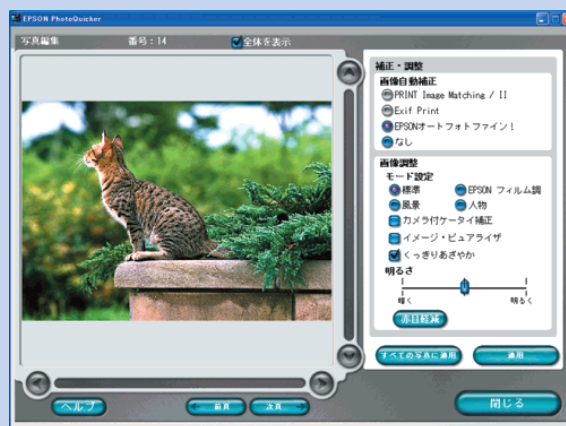 EPSON PhotoQuicker
写真編集 番号：14 全体を表示
補正・調整
画像自動補正
PRINT Image Matching / II
Exif Print
EPSONオートフォトファイン！
なし
画像調整
モード設定
標準 EPSON フィルム調
風景 人物
カメラ付ケータイ補正
イメージ・ピュアライザ
くっきりあざやか
明るさ
暗く 明るく
赤目軽減
すべての写真に適用 適用
ヘルプ 前頁 次頁 閉じる